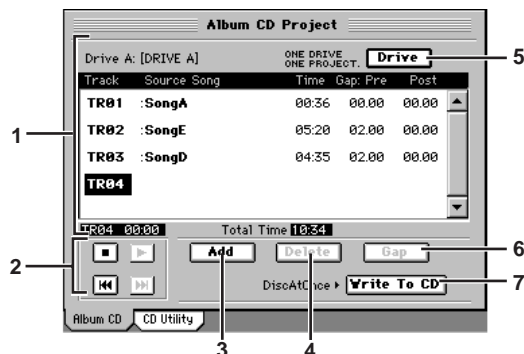 Album CD Project
Drive A: [DRIVE A] ONE DRIVE ONE PROJECT. Drive 5
Track Source Song Time Gap: Pre Post
TR01 :SongA 00:36 00.00 00.00
1
TR02 :SongE 05:20 02.00 00.00
TR03 :SongD 04:35 02.00 00.00
TR04
TR04 00:00 Total Time 10:34
Add Delete Gap 6
2
DiscAtOnce Write To CD 7
Album CD CD Utility
3 4